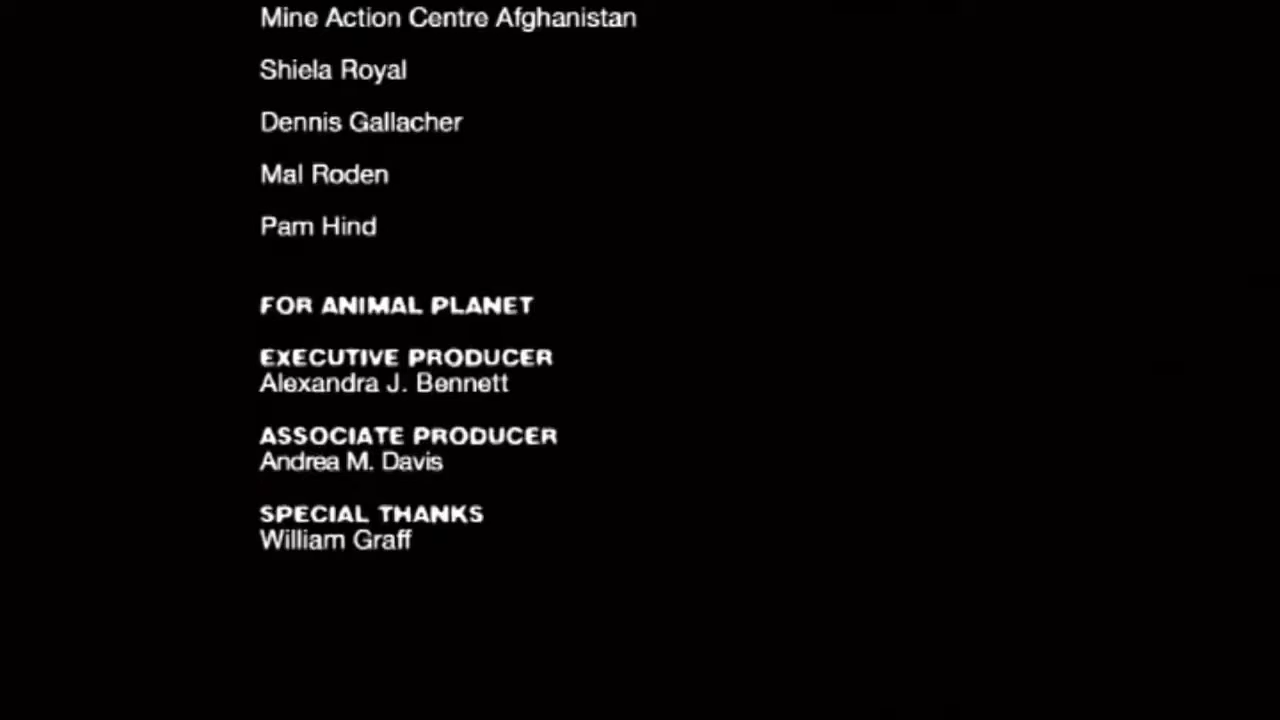 Mine Action Centre Afghanistan
Shiela Royal
Dennis Gallacher
Mal Roden
Pam Hind
FOR ANIMAL PLANET
EXECUTIVE PRODUCER
Alexandra J. Bennett
ASSOCIATE PRODUCER
Andrea M. Davis
SPECIAL THANKS
William Graff